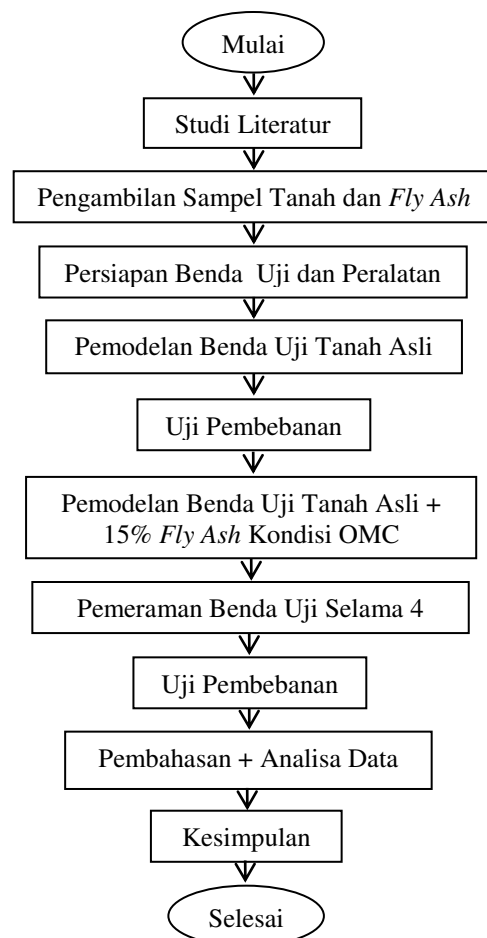 Mulai
Studi Literatur
Pengambilan Sampel Tanah dan Fly Ash
Persiapan Benda Uji dan Peralatan
Pemodelan Benda Uji Tanah Asli
Uji Pembebanan
Pemodelan Benda Uji Tanah Asli +
15% Fly Ash Kondisi OMC
Pemeraman Benda Uji Selama 4
Uji Pembebanan
Pembahasan + Analisa Data
Kesimpulan
Selesai